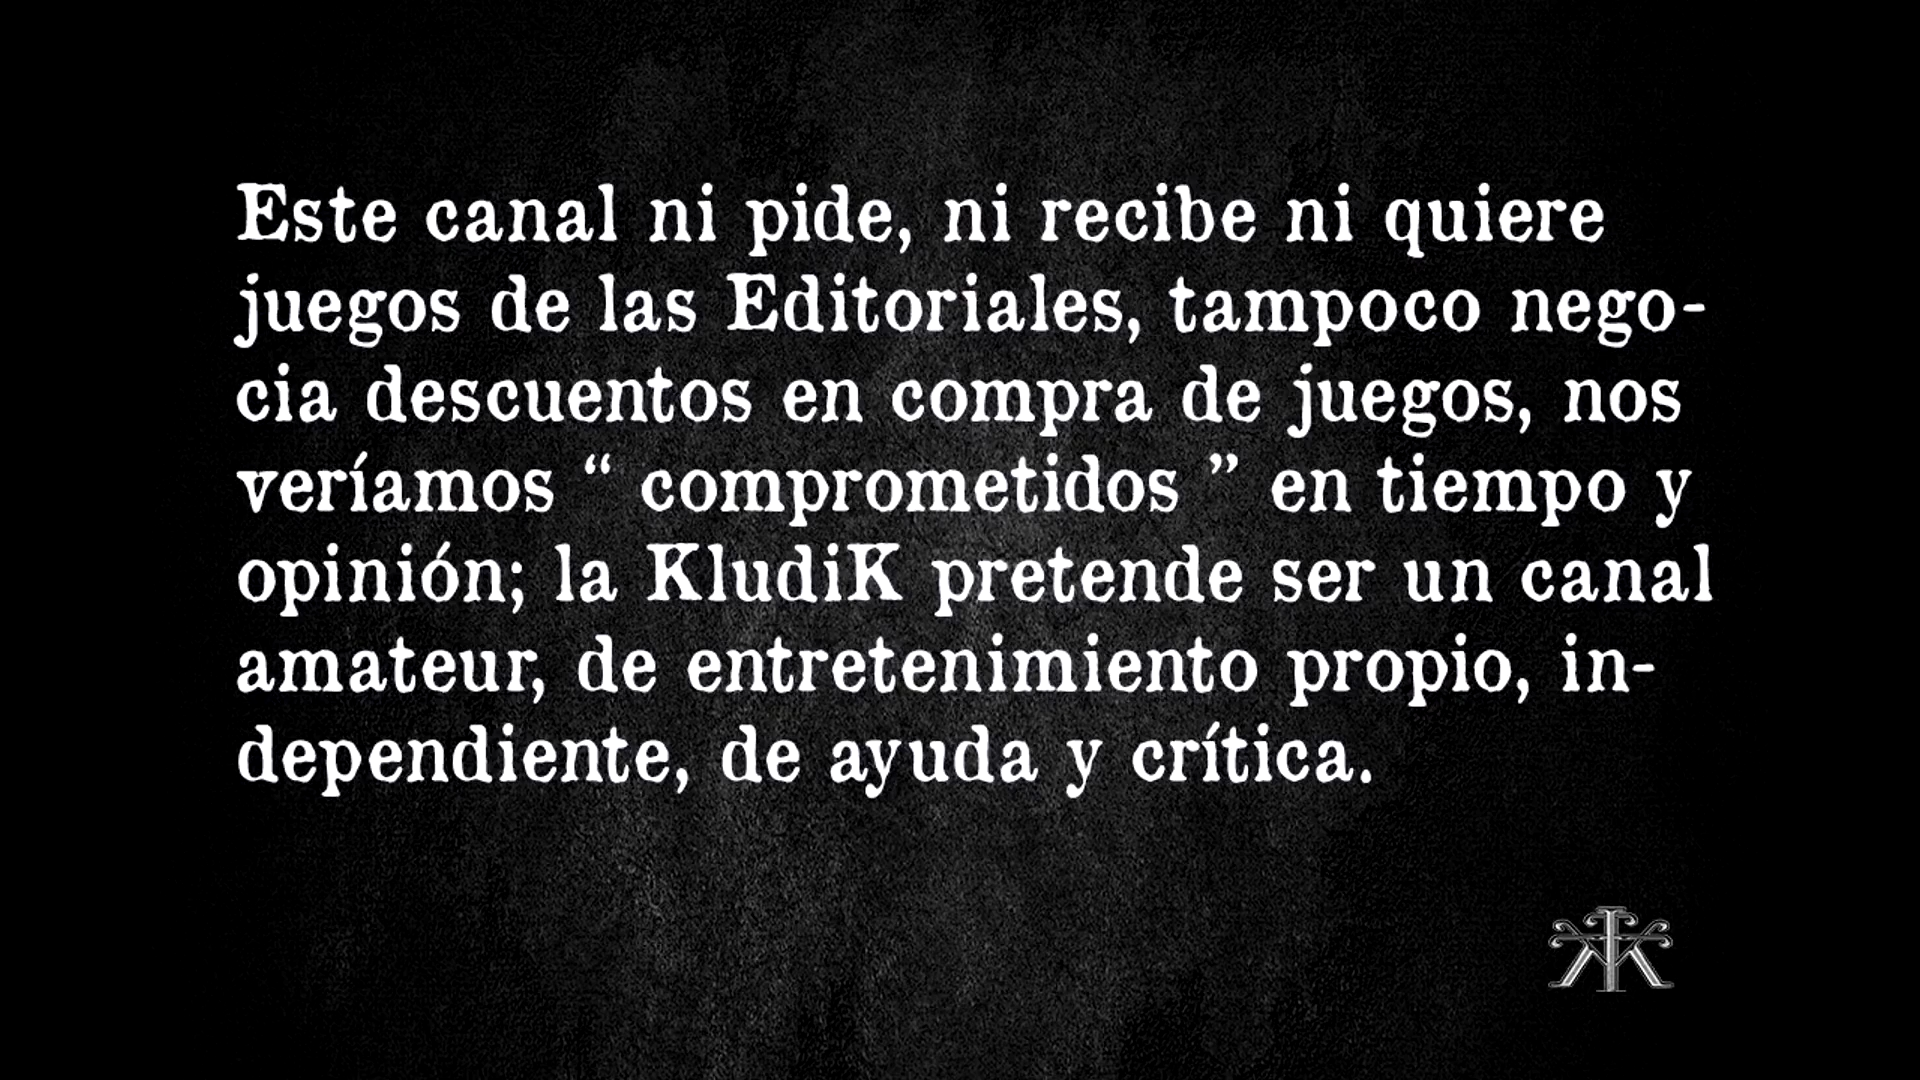 Este canal ni pide, ni recibe ni quiere
juegos de las Editoriales, tampoco nego-
cia descuentos en compra de juegos, nos
veríamos “ comprometidos ” en tiempo y
opinión; la KludiK pretende ser un canal
amateur, de entretenimiento propio, in-
dependiente, de ayuda y crítica.